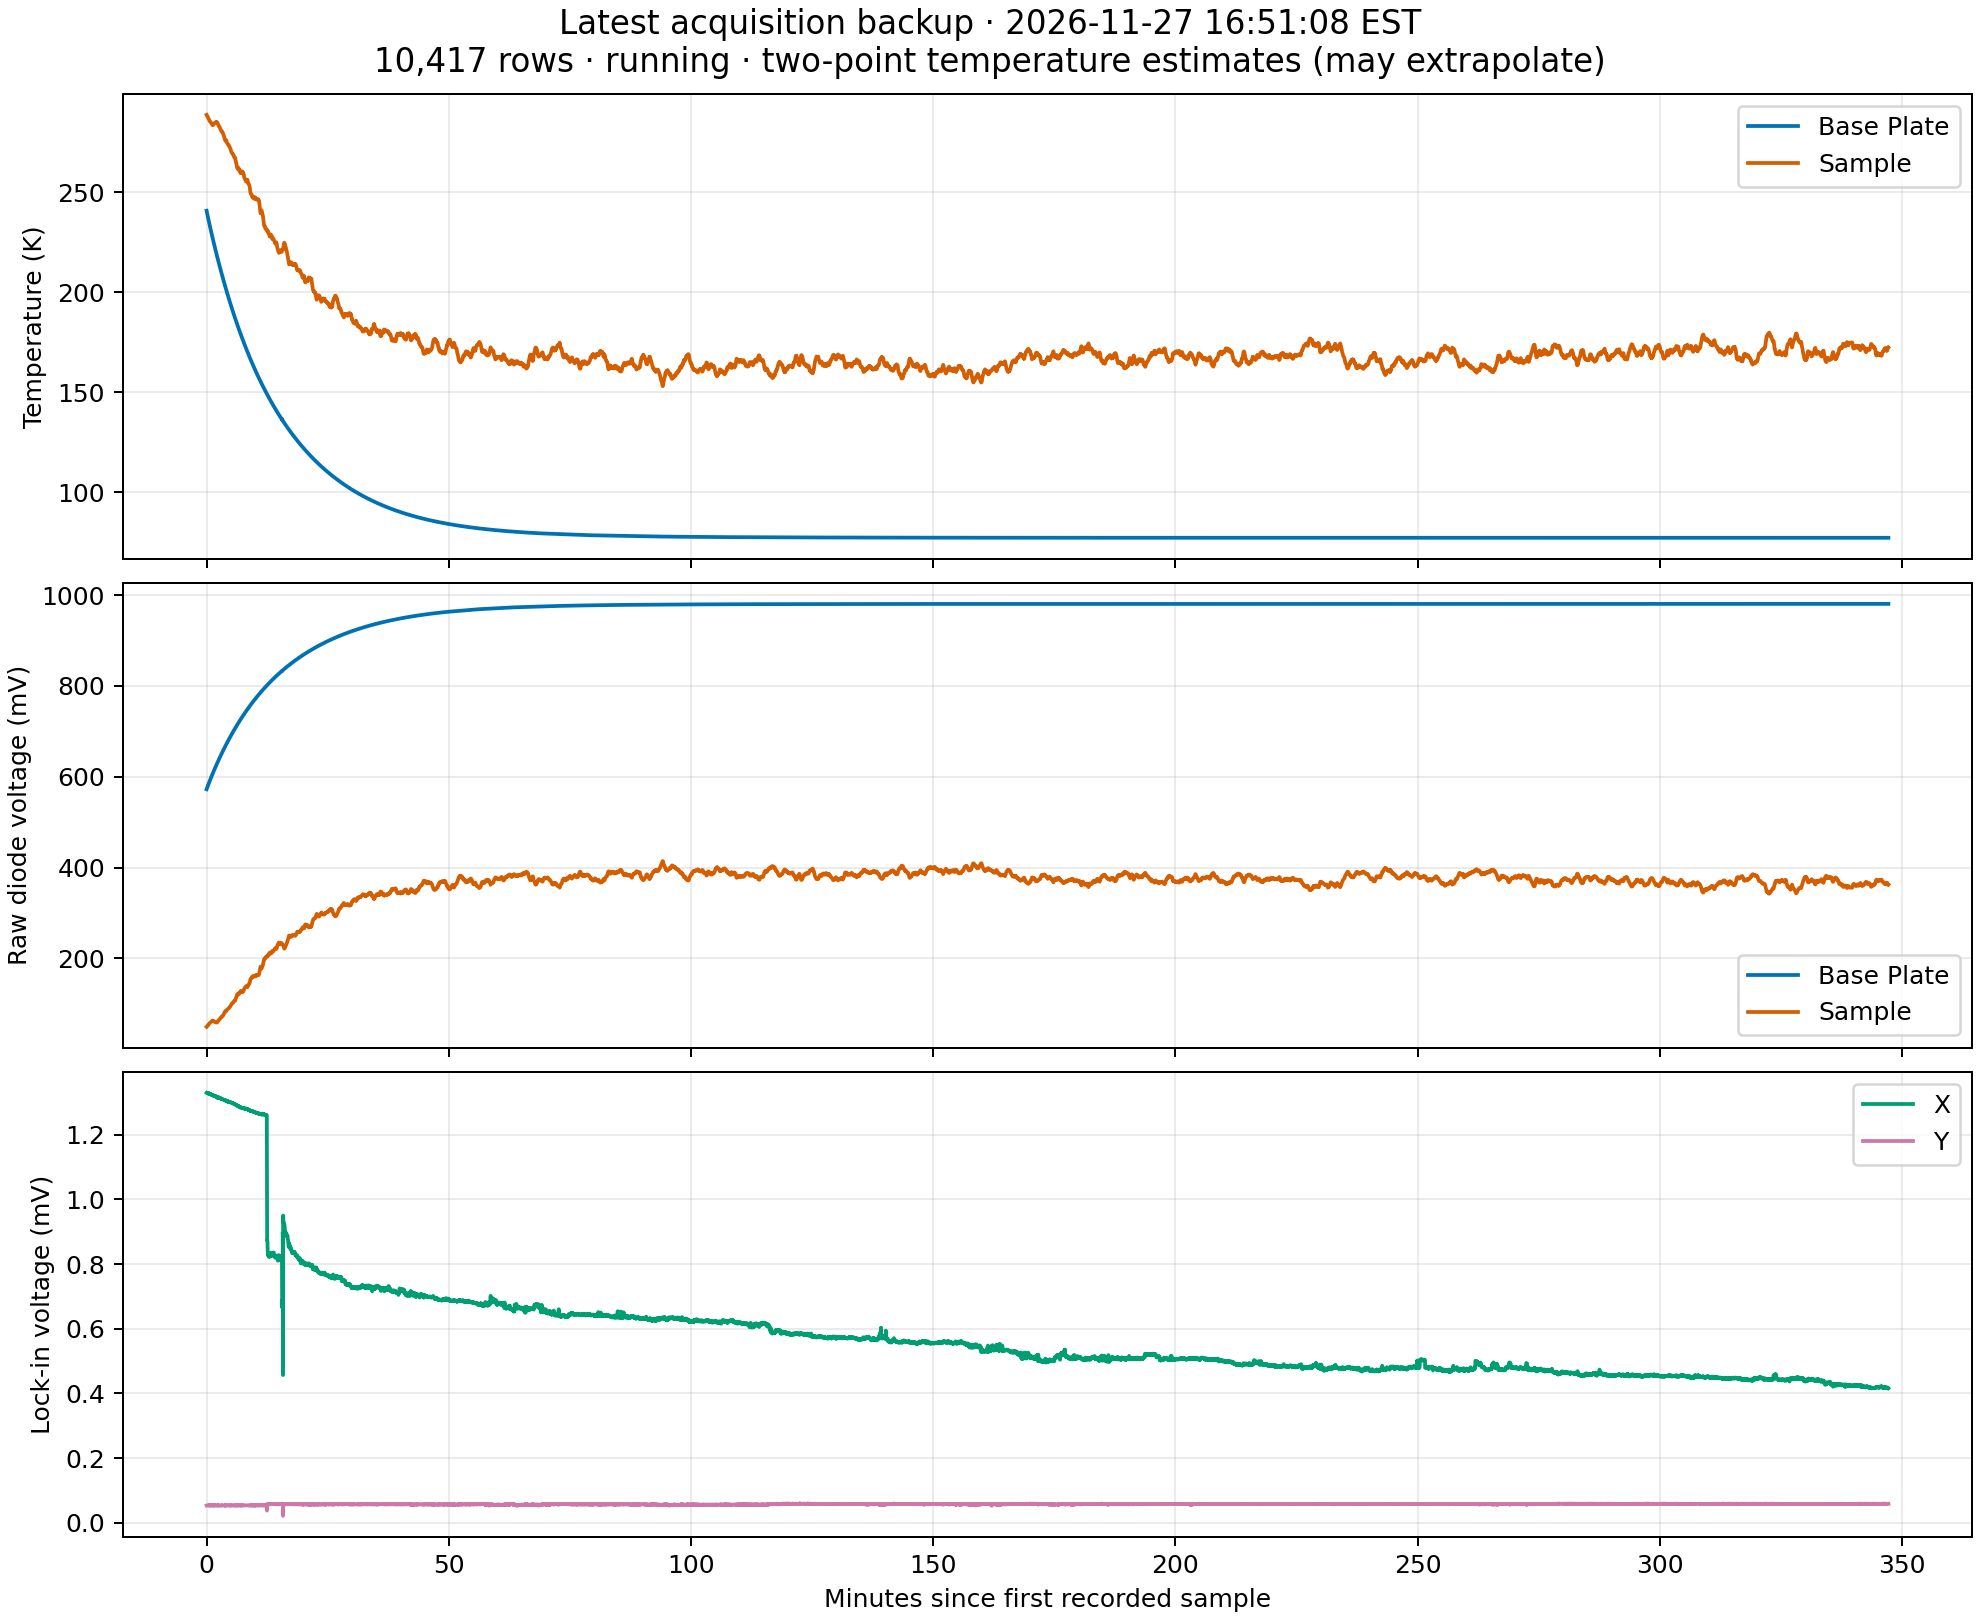 Latest acquisition backup · 2026-11-27 16:51:08 EST
10,417 rows · running · two-point temperature estimates (may extrapolate)
Temperature (K)
250
200
150
100
Base Plate
Sample
Raw diode voltage (mV)
1000
800
600
400
200
Base Plate
Sample
Lock-in voltage (mV)
1.2
1.0
0.8
0.6
0.4
0.2
0.0
X
Y
0 50 100 150 200 250 300 350
Minutes since first recorded sample